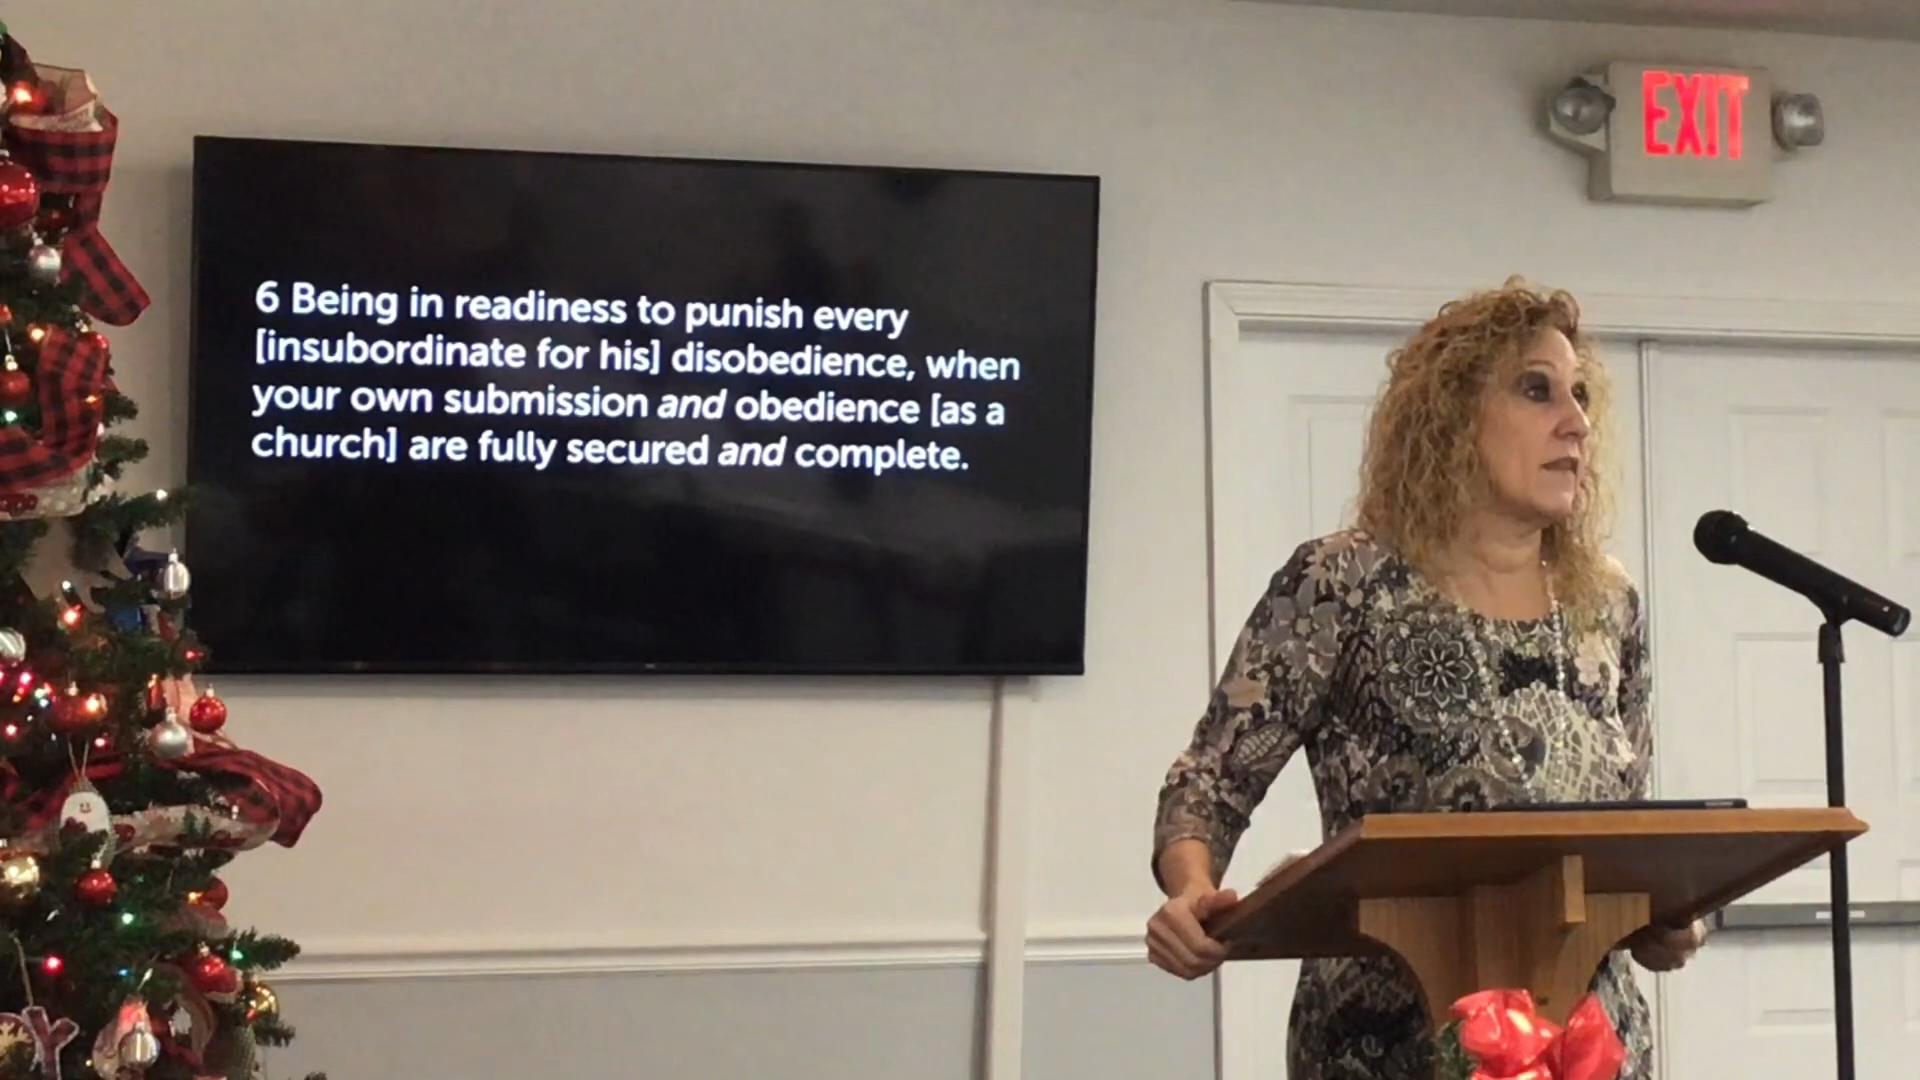 EXIT
6 Being in readiness to punish every
[insubordinate for his] disobedience, when
your own submission and obedience [as a
church] are fully secured and complete.